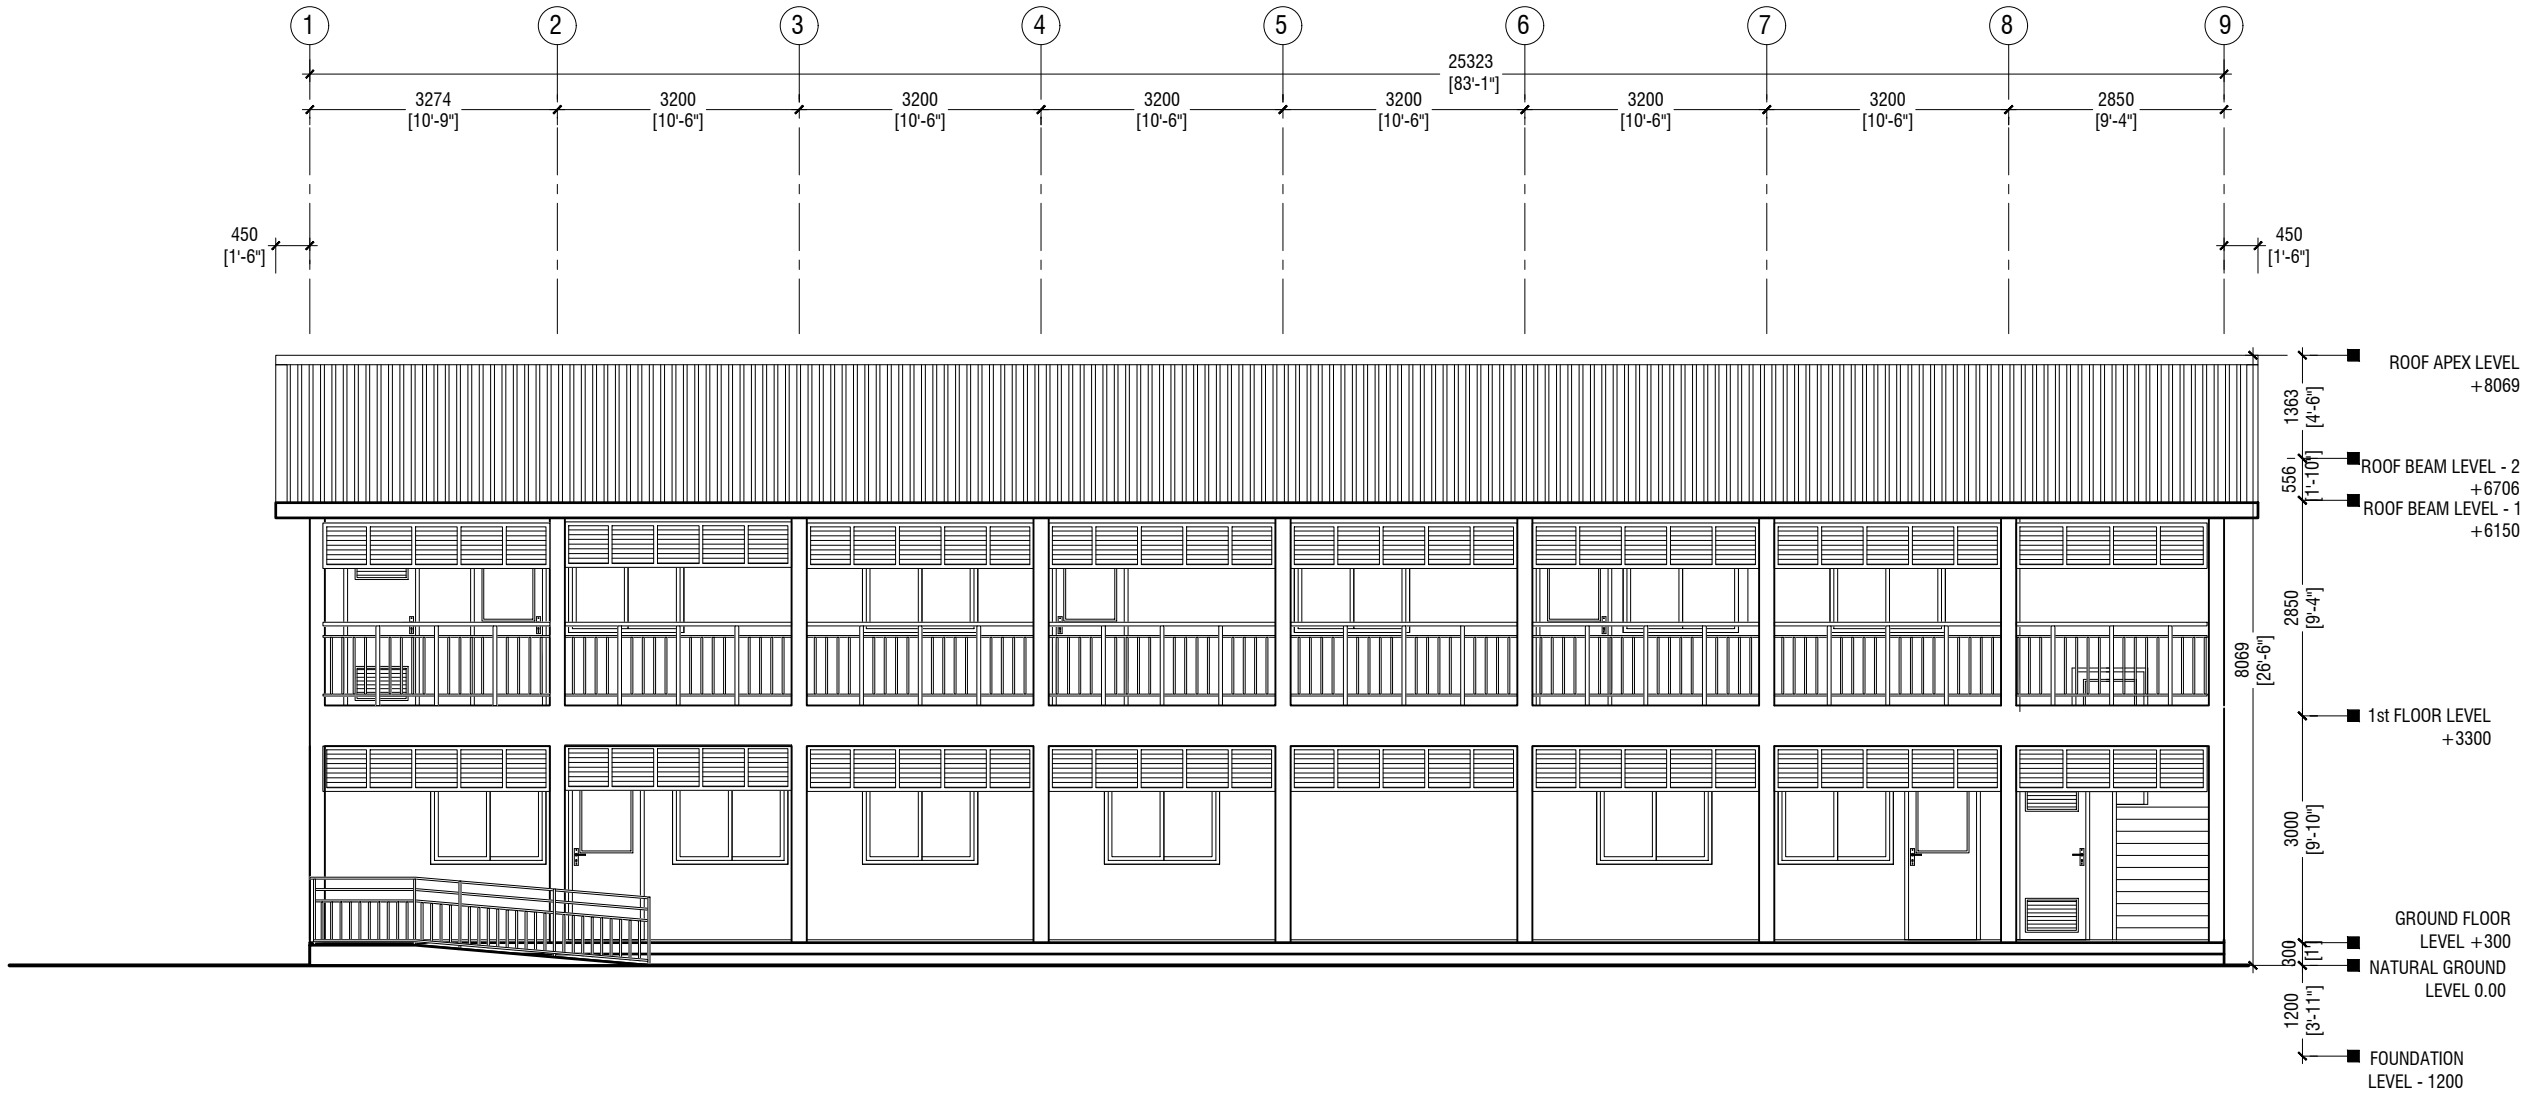 1 2 3 4 5 6 7 8 9
25323
[83'-1"]
3274 3200 3200 3200 3200 3200 3200 2850
[10'-9"] [10'-6"] [10'-6"] [10'-6"] [10'-6"] [10'-6"] [10'-6"] [9'-4"]
450 450
[1'-6"] [1'-6"]
ROOF APEX LEVEL
+8069
1363
[4'-6"]
ROOF BEAM LEVEL - 2
+6706
556
[1'-10"]
ROOF BEAM LEVEL - 1
+6150
2850
[9'-4"]
8069
[26'-6"]
1st FLOOR LEVEL
+3300
3000
[9'-10"]
GROUND FLOOR
LEVEL +300
300
[1']
NATURAL GROUND
LEVEL 0.00
1200
[3'-11"]
FOUNDATION
LEVEL - 1200